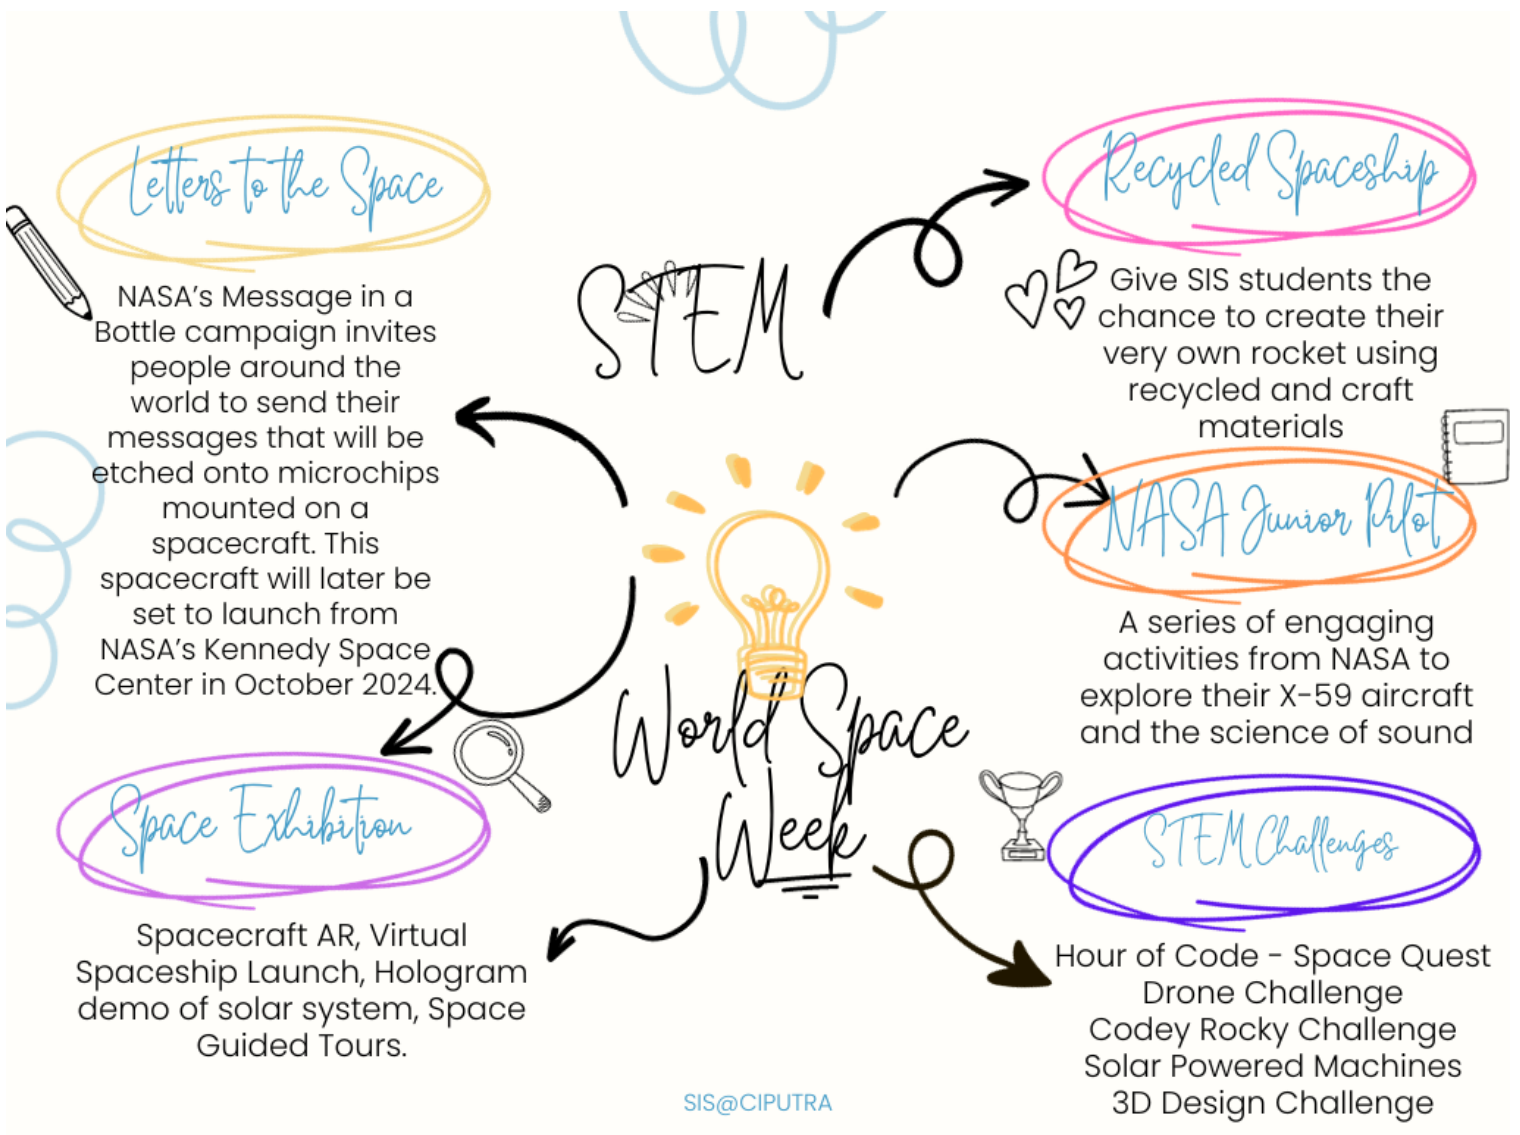 Letters to the Space
NASA's Message in a
Bottle campaign invites
people around the
world to send their
messages that will be
etched onto microchips
mounted on a
spacecraft. This
spacecraft will later be
set to launch from
NASA's Kennedy Space
Center in October 2024.
Space Exhibition
Spacecraft AR, Virtual
Spaceship Launch, Hologram
demo of solar system, Space
Guided Tours.
STEM
World Space
Week
SIS@CIPUTRA
Recycled Spaceship
Give SIS students the
chance to create their
very own rocket using
recycled and craft
materials
NASA Junior Pilot
A series of engaging
activities from NASA to
explore their X-59 aircraft
and the science of sound
STEM Challenges
Hour of Code - Space Quest
Drone Challenge
Codey Rocky Challenge
Solar Powered Machines
3D Design Challenge